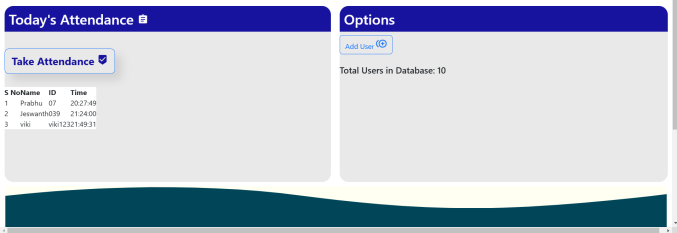 Today's Attendance
Take Attendance
S No Name ID Time
1 Prabhu 07 20:27:49
2 Jeswanth 039 21:24:00
3 viki viki123 21:49:31
Options
Add User
Total Users in Database: 10